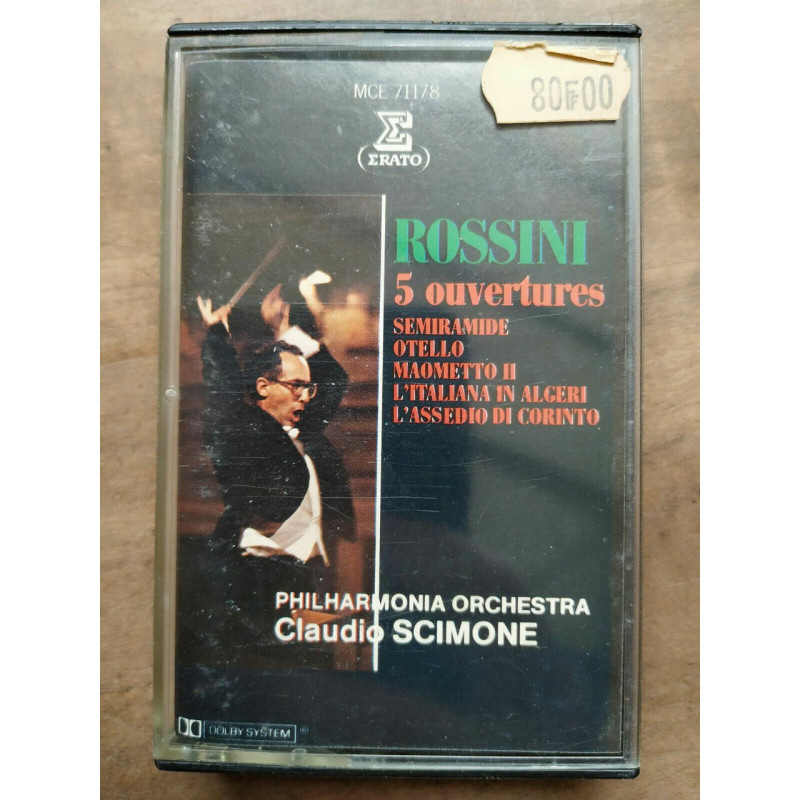 MCE 71178
80F00
ERATO
ROSSINI
5 ouvertures
SEMIRAMIDE
OTELLO
MAOMETTO II
L'ITALIANA IN ALGERI
L'ASSEDIO DI CORINTO
PHILHARMONIA ORCHESTRA
Claudio SCIMONE
DOLBY SYSTEM ®